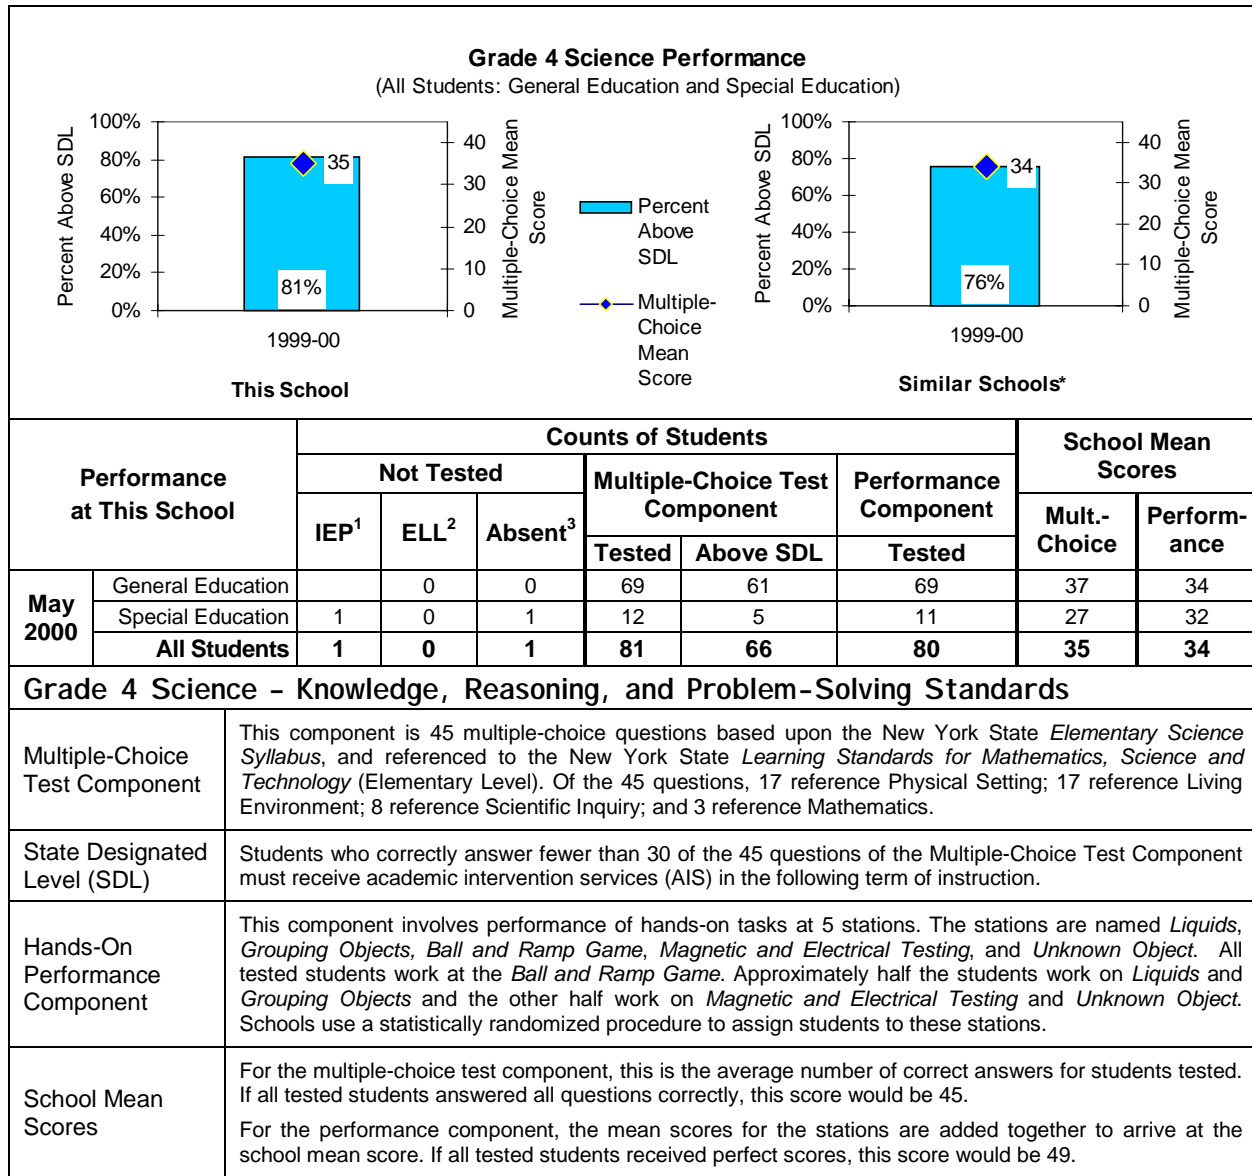 Grade 4 Science Performance
(All Students: General Education and Special Education)
Percent Above SDL
100%
80%
60%
40%
20%
0%
35
81%
40
30
20
10
0
Multiple-Choice Mean
Score
1999-00
This School
Percent
Above
SDL
Multiple-
Choice
Mean
Score
Percent Above SDL
100%
80%
60%
40%
20%
0%
34
76%
40
30
20
10
0
Multiple-Choice Mean
Score
1999-00
Similar Schools*
Performance
at This School
Counts of Students
School Mean
Scores
Not Tested
Multiple-Choice Test
Component
Performance
Component
IEP1 ELL2 Absent3
Mult.-
Choice
Perform-
ance
Tested Above SDL Tested
May
2000
General Education 0 0 69 61 69 37 34
Special Education 1 0 1 12 5 11 27 32
All Students 1 0 1 81 66 80 35 34
Grade 4 Science – Knowledge, Reasoning, and Problem-Solving Standards
Multiple-Choice
Test Component
This component is 45 multiple-choice questions based upon the New York State Elementary Science
Syllabus, and referenced to the New York State Learning Standards for Mathematics, Science and
Technology (Elementary Level). Of the 45 questions, 17 reference Physical Setting; 17 reference Living
Environment; 8 reference Scientific Inquiry; and 3 reference Mathematics.
State Designated
Level (SDL)
Students who correctly answer fewer than 30 of the 45 questions of the Multiple-Choice Test Component
must receive academic intervention services (AIS) in the following term of instruction.
Hands-On
Performance
Component
This component involves performance of hands-on tasks at 5 stations. The stations are named Liquids,
Grouping Objects, Ball and Ramp Game, Magnetic and Electrical Testing, and Unknown Object. All
tested students work at the Ball and Ramp Game. Approximately half the students work on Liquids and
Grouping Objects and the other half work on Magnetic and Electrical Testing and Unknown Object.
Schools use a statistically randomized procedure to assign students to these stations.
School Mean
Scores
For the multiple-choice test component, this is the average number of correct answers for students tested.
If all tested students answered all questions correctly, this score would be 45.
For the performance component, the mean scores for the stations are added together to arrive at the
school mean score. If all tested students received perfect scores, this score would be 49.